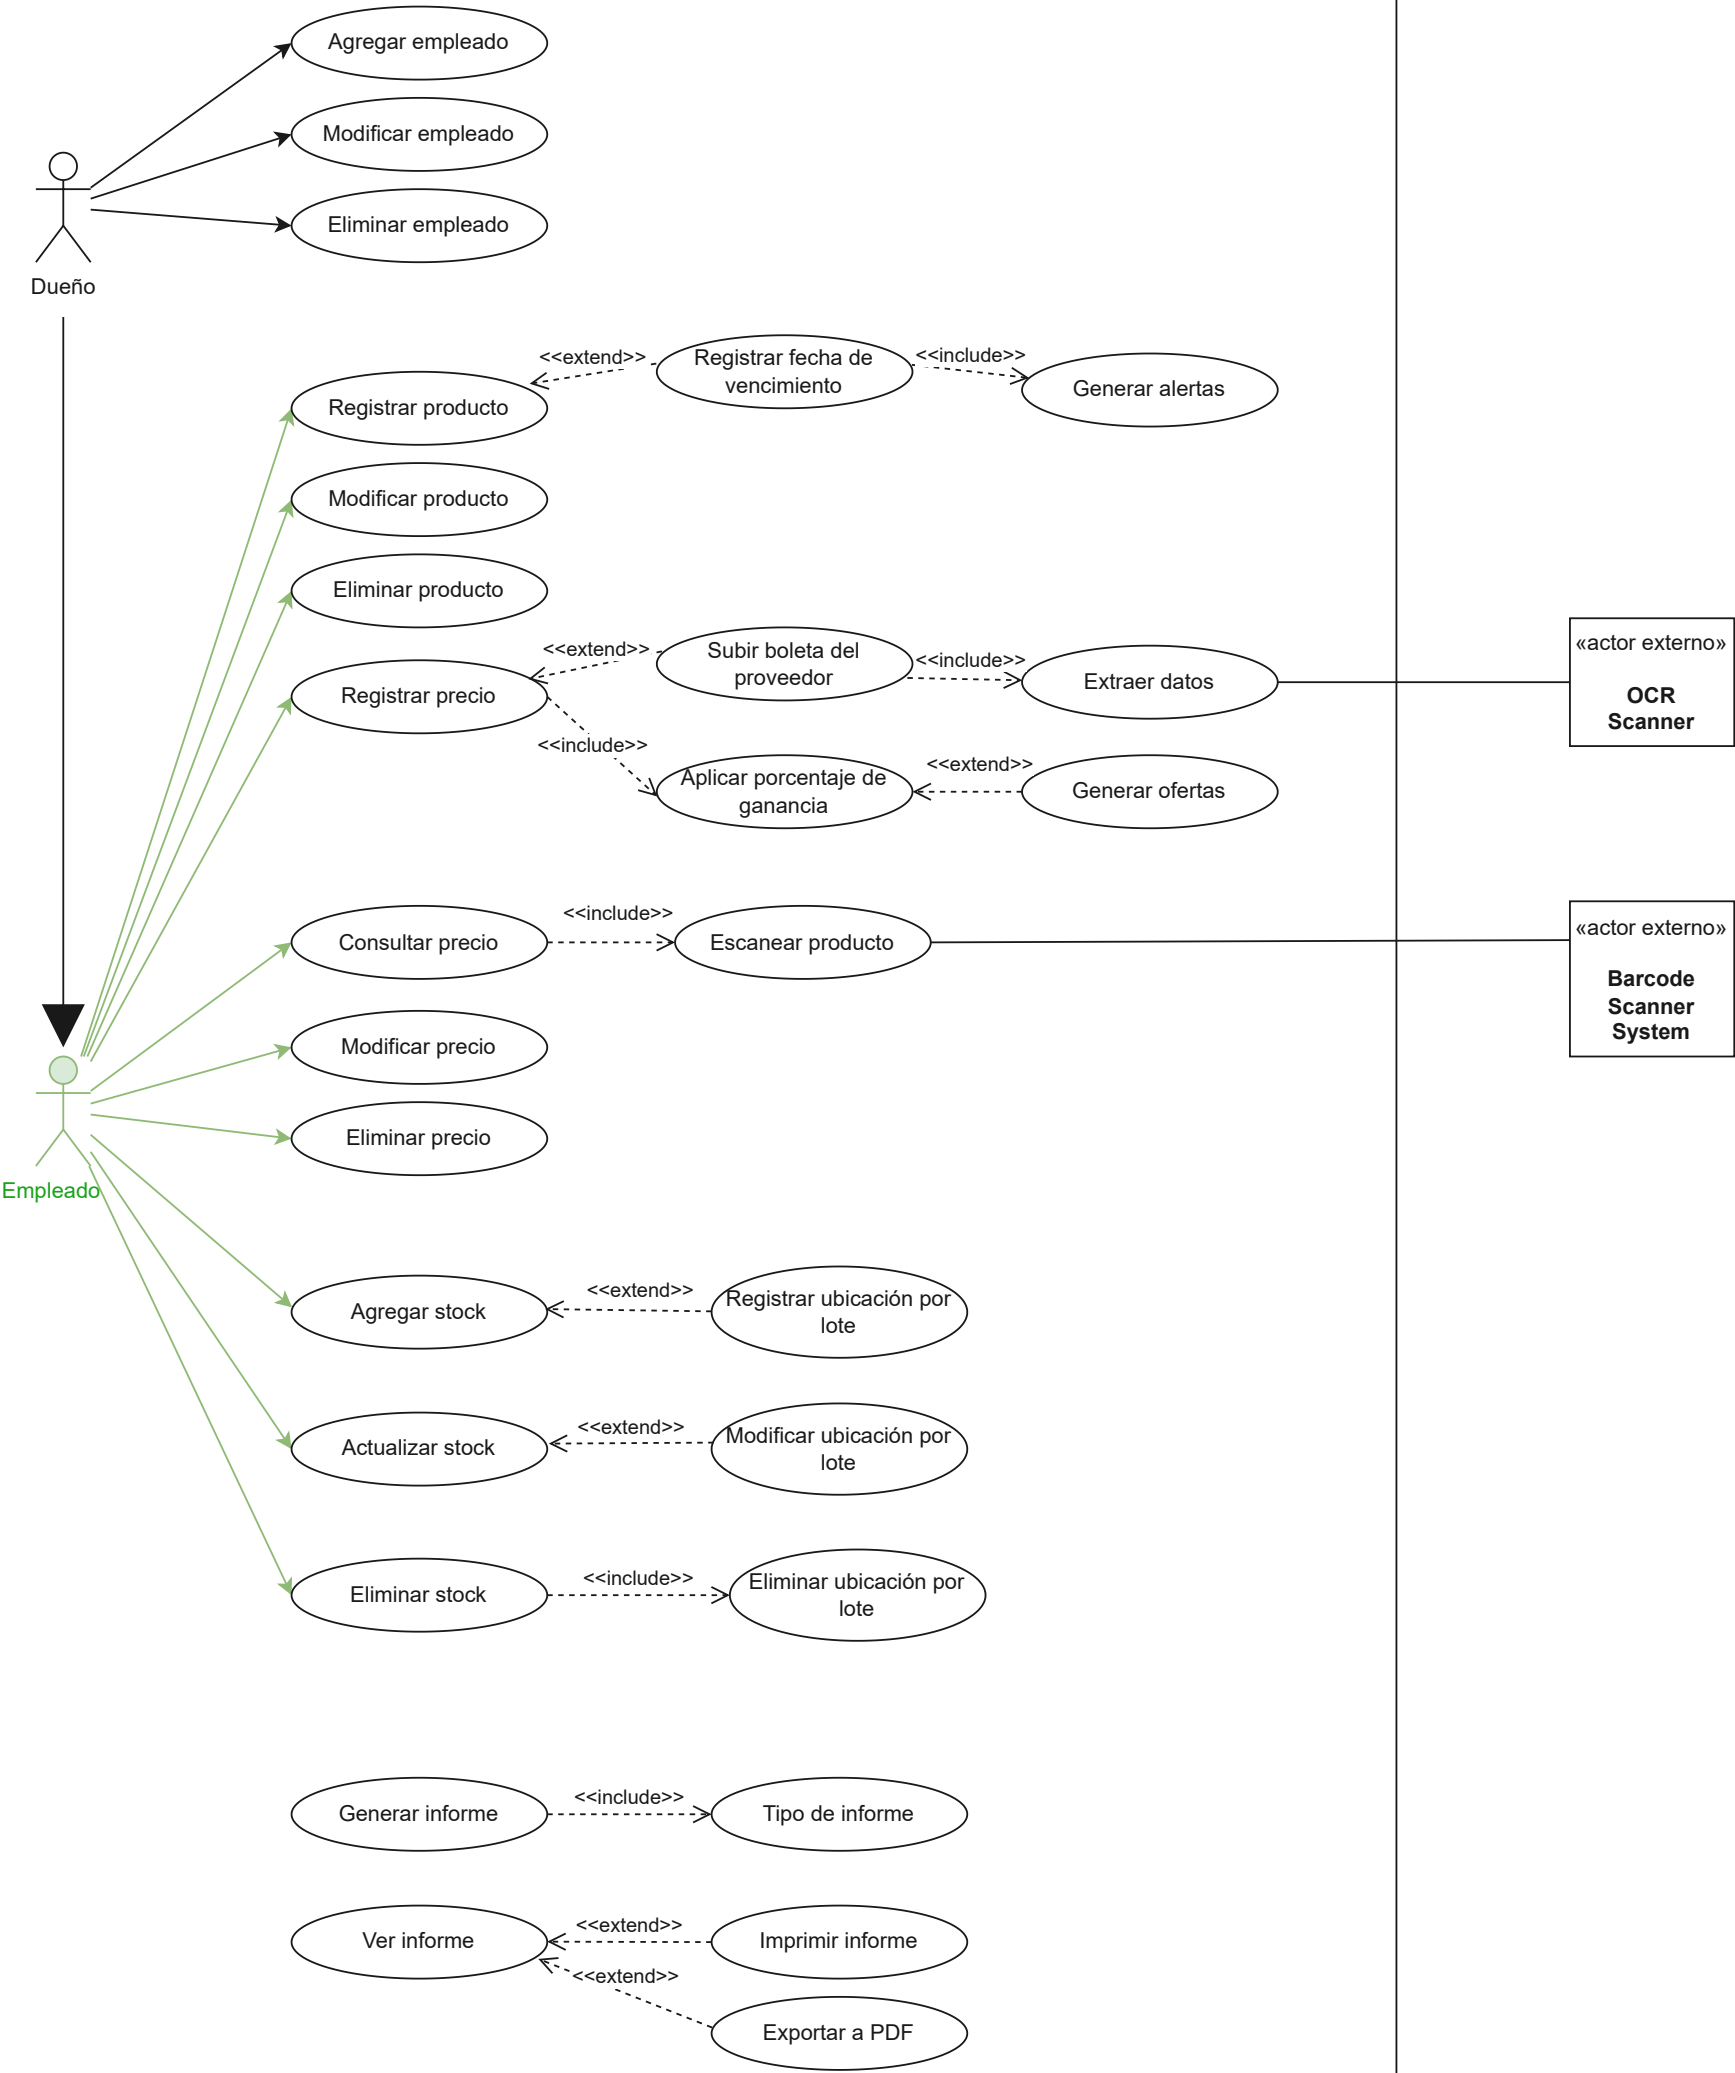 Agregar empleado
Modificar empleado
Eliminar empleado
Dueño
<<extend>>
Registrar fecha de
vencimiento
<<include>>
Generar alertas
Registrar producto
Modificar producto
Eliminar producto
<<extend>>
Subir boleta del
proveedor
<<include>>
Extraer datos
«actor externo»
OCR
Scanner
Registrar precio
<<include>>
Aplicar porcentaje de
ganancia
<<extend>>
Generar ofertas
Consultar precio
<<include>>
Escanear producto
«actor externo»
Barcode
Scanner
System
Modificar precio
Eliminar precio
Empleado
Agregar stock
<<extend>>
Registrar ubicación por
lote
Actualizar stock
<<extend>>
Modificar ubicación por
lote
Eliminar stock
<<include>>
Eliminar ubicación por
lote
Generar informe
<<include>>
Tipo de informe
Ver informe
<<extend>>
Imprimir informe
<<extend>>
Exportar a PDF